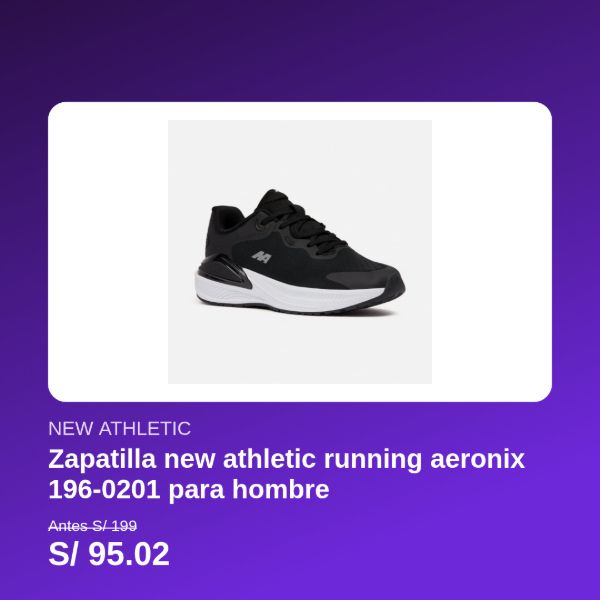 NEW ATHLETIC
Zapatilla new athletic running aeronix
196-0201 para hombre
Antes S/ 199
S/ 95.02